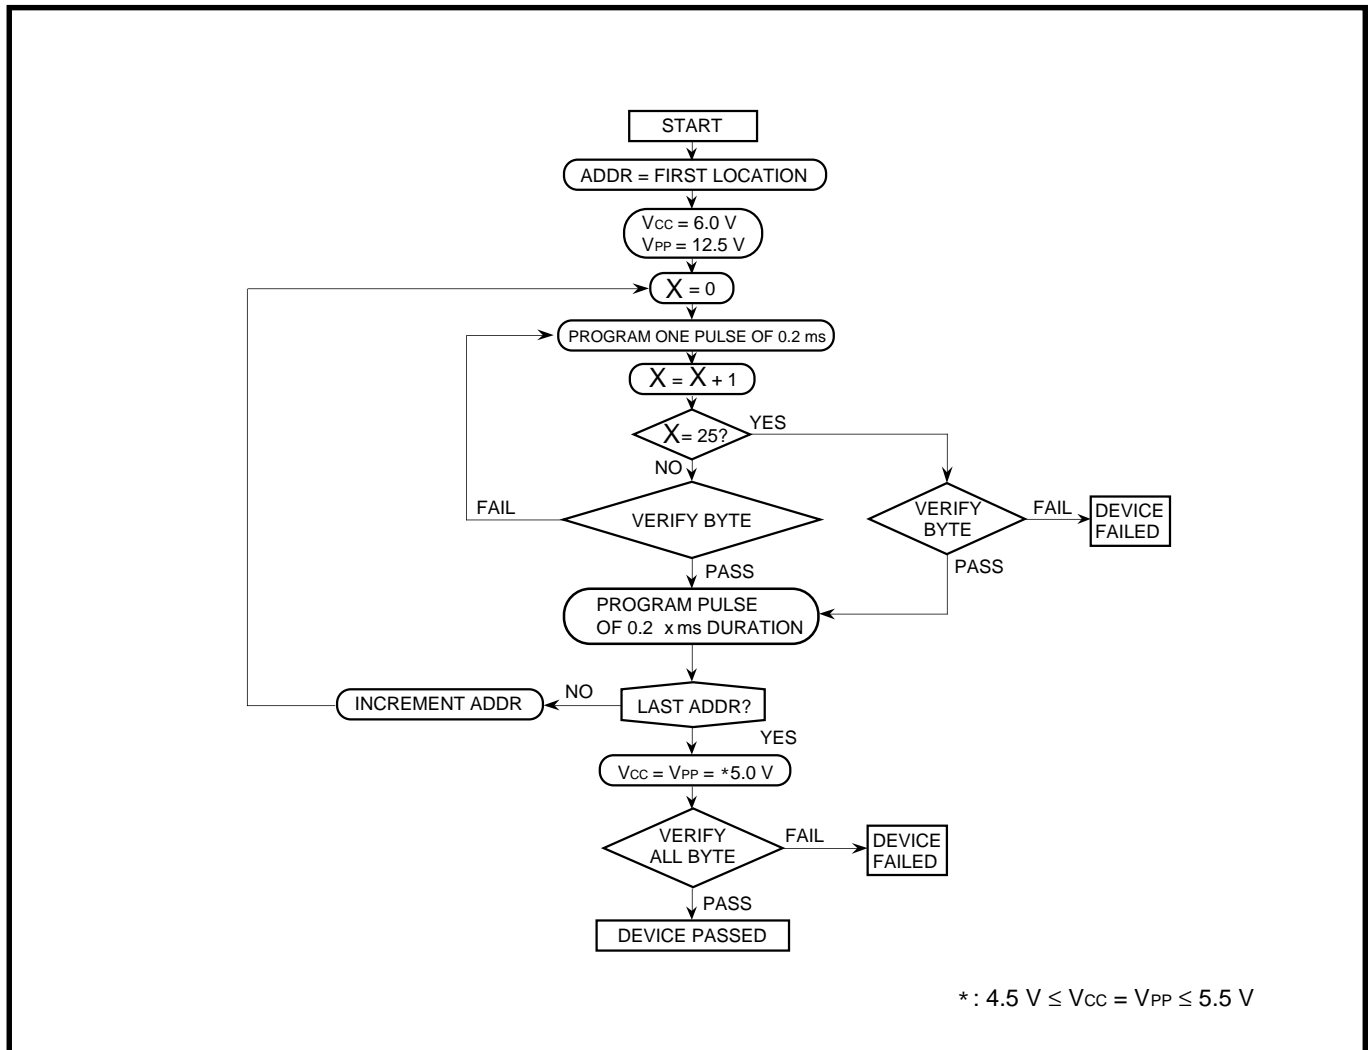 START
ADDR = FIRST LOCATION
VCC = 6.0 V
VPP = 12.5 V
X = 0
PROGRAM ONE PULSE OF 0.2 ms
X = X + 1
X = 25?
YES
NO
FAIL
VERIFY BYTE
VERIFY
BYTE
FAIL
DEVICE
FAILED
PASS
PASS
PROGRAM PULSE
OF 0.2 x ms DURATION
INCREMENT ADDR
NO
LAST ADDR?
YES
VCC = VPP = *5.0 V
VERIFY
ALL BYTE
FAIL
DEVICE
FAILED
PASS
DEVICE PASSED
* : 4.5 V ≤ VCC = VPP ≤ 5.5 V